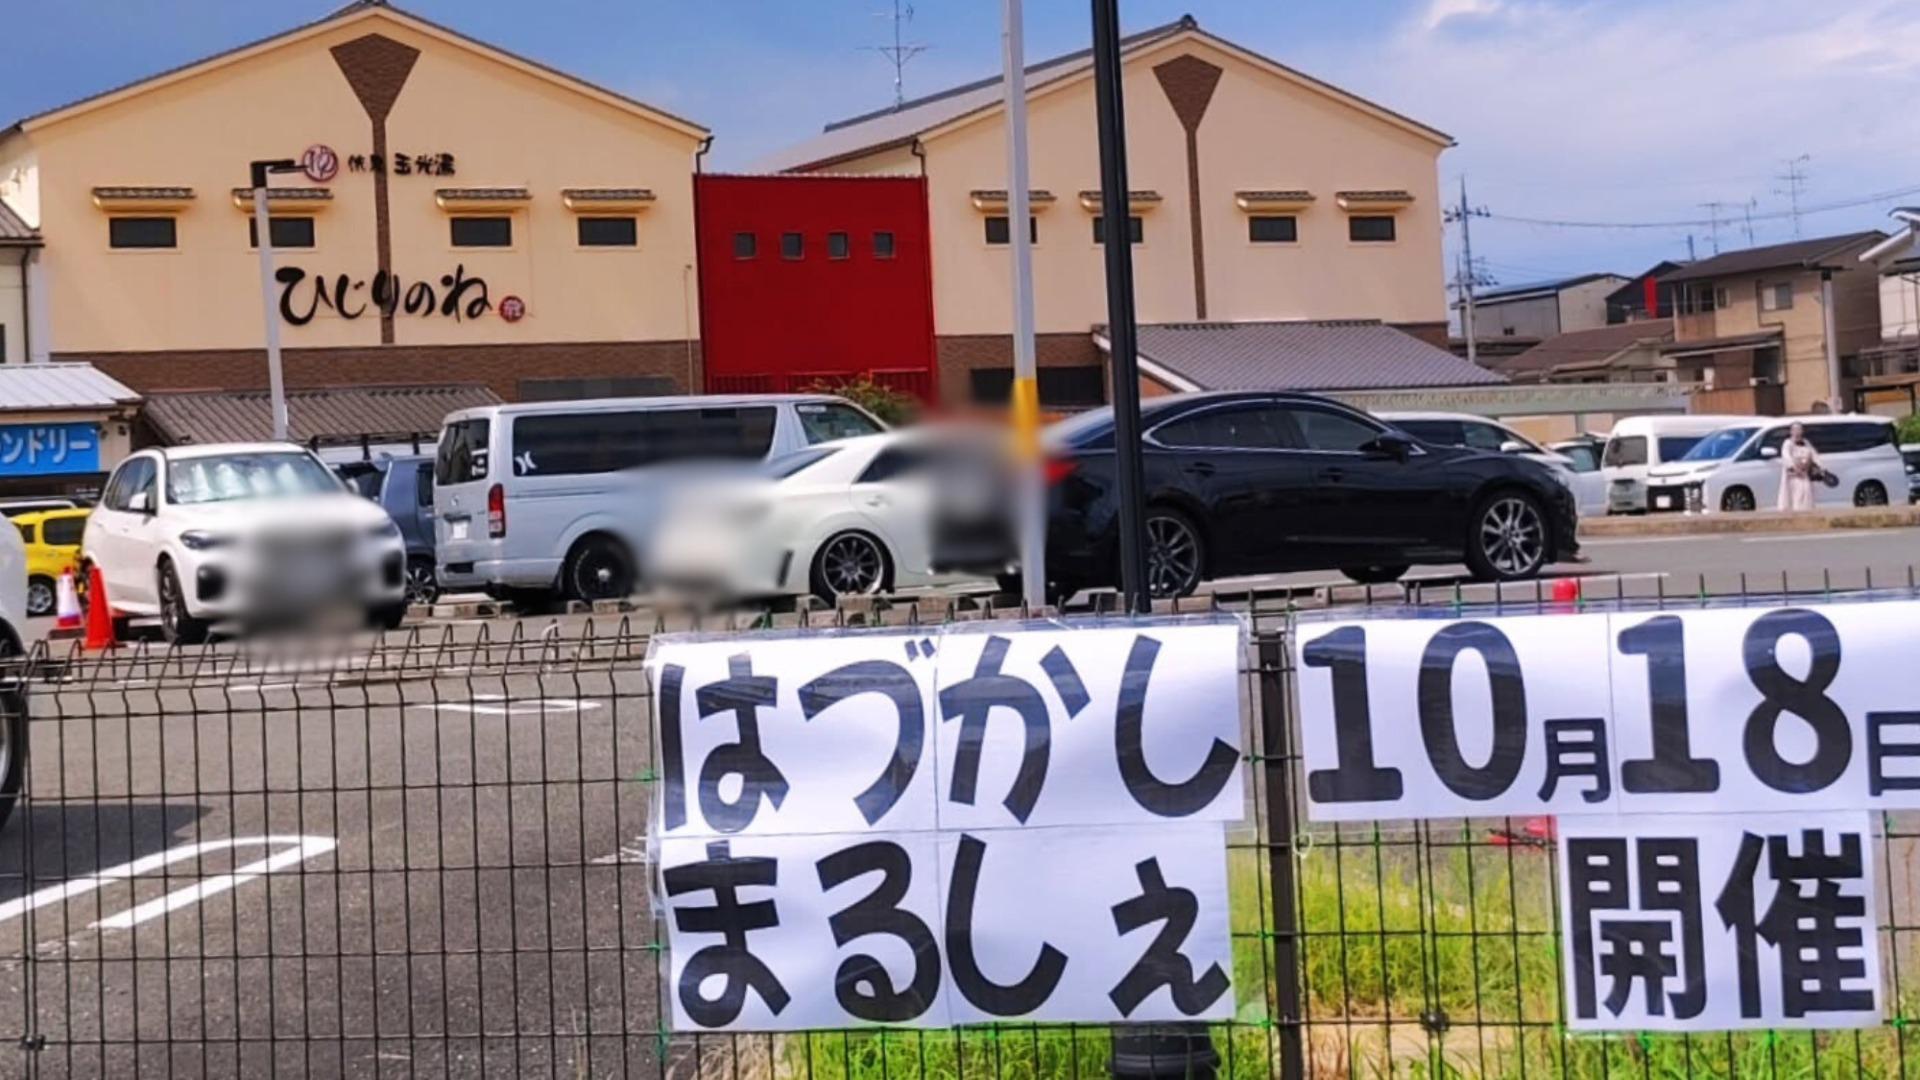 伏見 玉光湯
ひじりのね
ンドリー
はづかし
まるしぇ
10月18日
開催